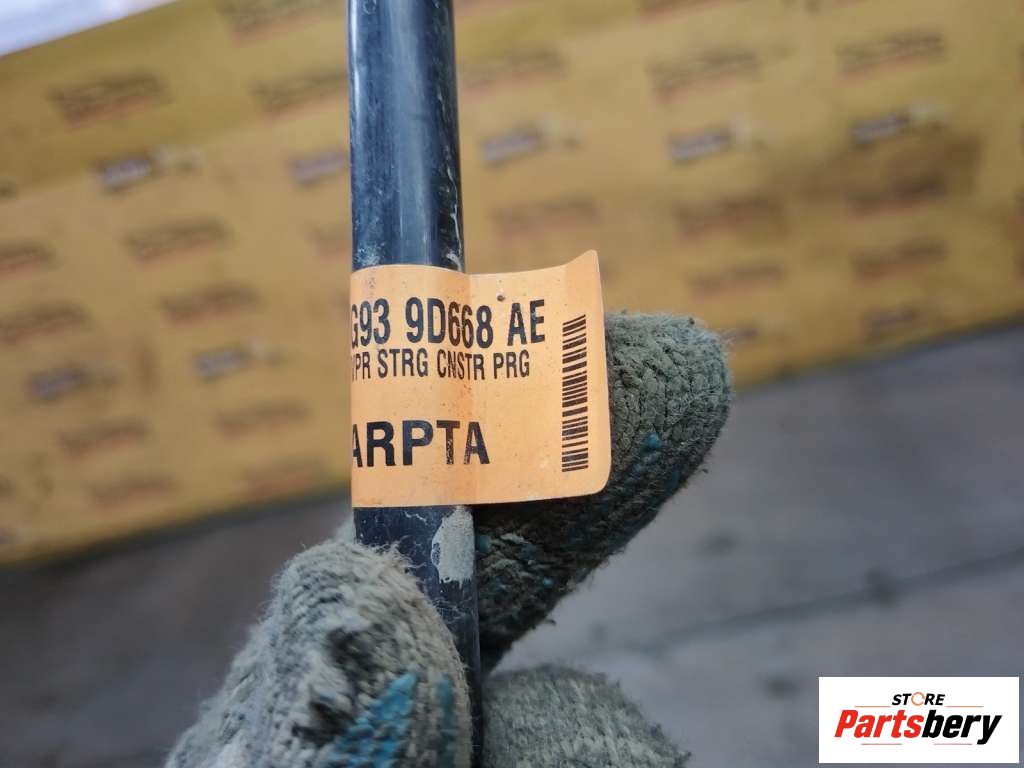 G93 9D668 AE
PR STRG CNSTR PRG
ARPTA
STORE
Partsbery